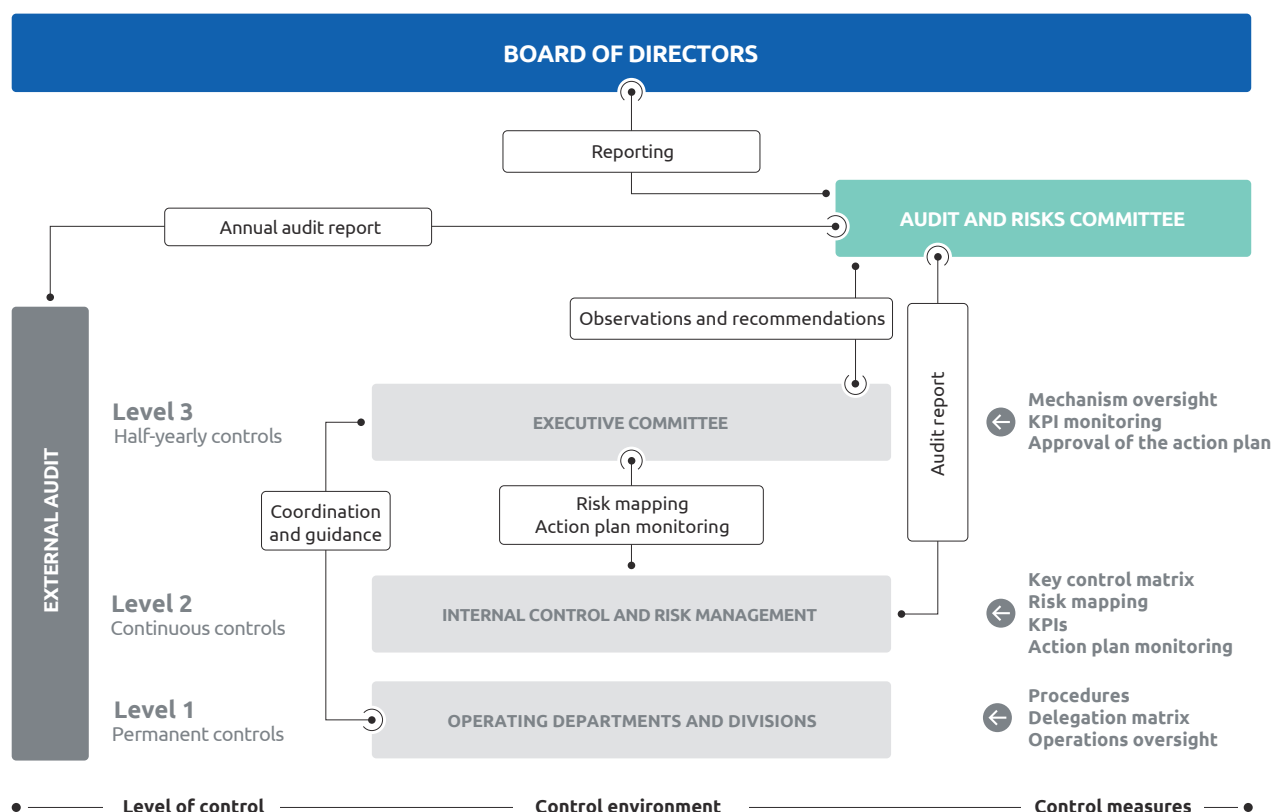 BOARD OF DIRECTORS
Reporting
AUDIT AND RISKS COMMITTEE
Annual audit report
Observations and recommendations
Audit report
EXTERNAL AUDIT
Level 3
Half-yearly controls
EXECUTIVE COMMITTEE
Mechanism oversight
KPI monitoring
Approval of the action plan
Coordination
and guidance
Risk mapping
Action plan monitoring
Level 2
Continuous controls
INTERNAL CONTROL AND RISK MANAGEMENT
Key control matrix
Risk mapping
KPIs
Action plan monitoring
Level 1
Permanent controls
OPERATING DEPARTMENTS AND DIVISIONS
Procedures
Delegation matrix
Operations oversight
Level of control
Control environment
Control measures